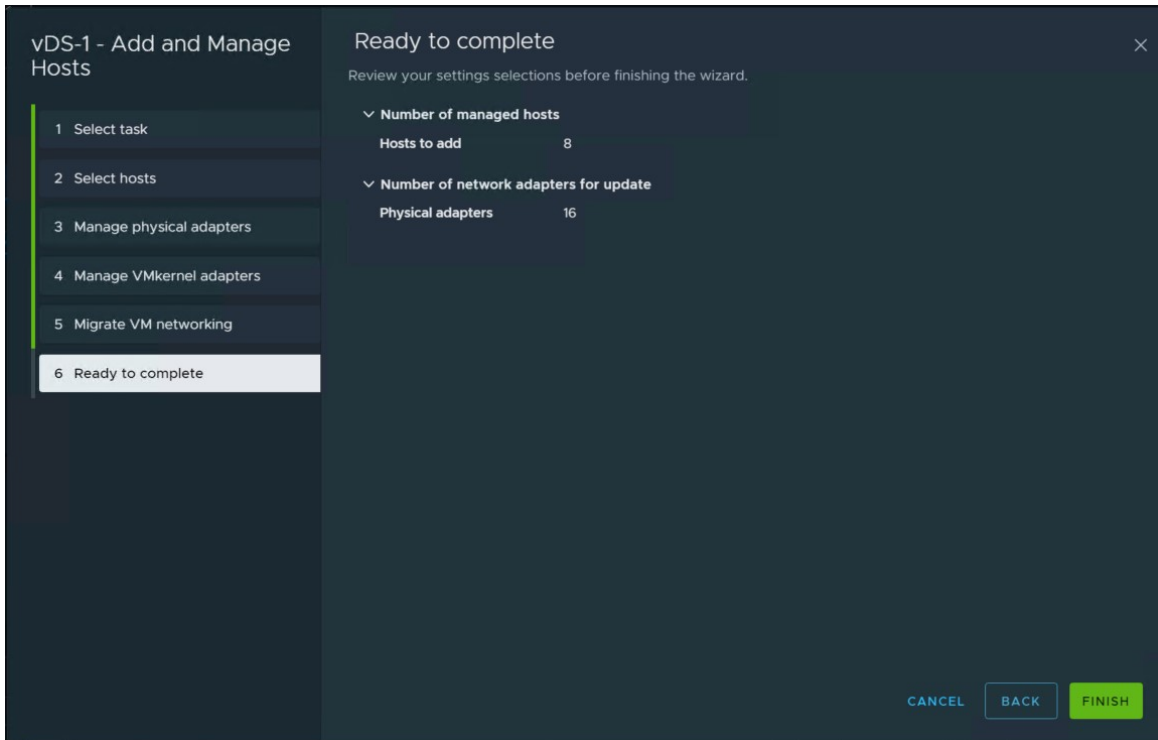 vDS-1 - Add and Manage
Hosts
1 Select task
2 Select hosts
3 Manage physical adapters
4 Manage VMkernel adapters
5 Migrate VM networking
6 Ready to complete
Ready to complete
Review your settings selections before finishing the wizard.
Number of managed hosts
Hosts to add 8
Number of network adapters for update
Physical adapters 16
CANCEL BACK FINISH